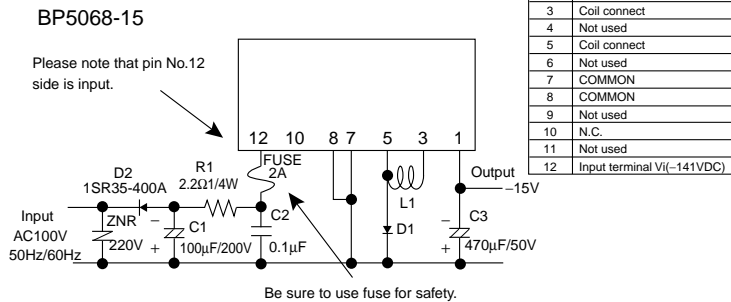 BP5068-15
Please note that pin No.12
side is input.
3 Coil connect
4 Not used
5 Coil connect
6 Not used
7 COMMON
8 COMMON
9 Not used
10 N.C.
11 Not used
12 Input terminal Vi(−141VDC)
12 10 8 7 5 3 1
FUSE
2A
R1
2.2Ω1/4W
D2
1SR35-400A
L1
Output
−15V
Input
AC100V
50Hz/60Hz
ZNR
220V
−
+
C1
100μF/200V
C2
0.1μF
D1
−
+
C3
470μF/50V
Be sure to use fuse for safety.